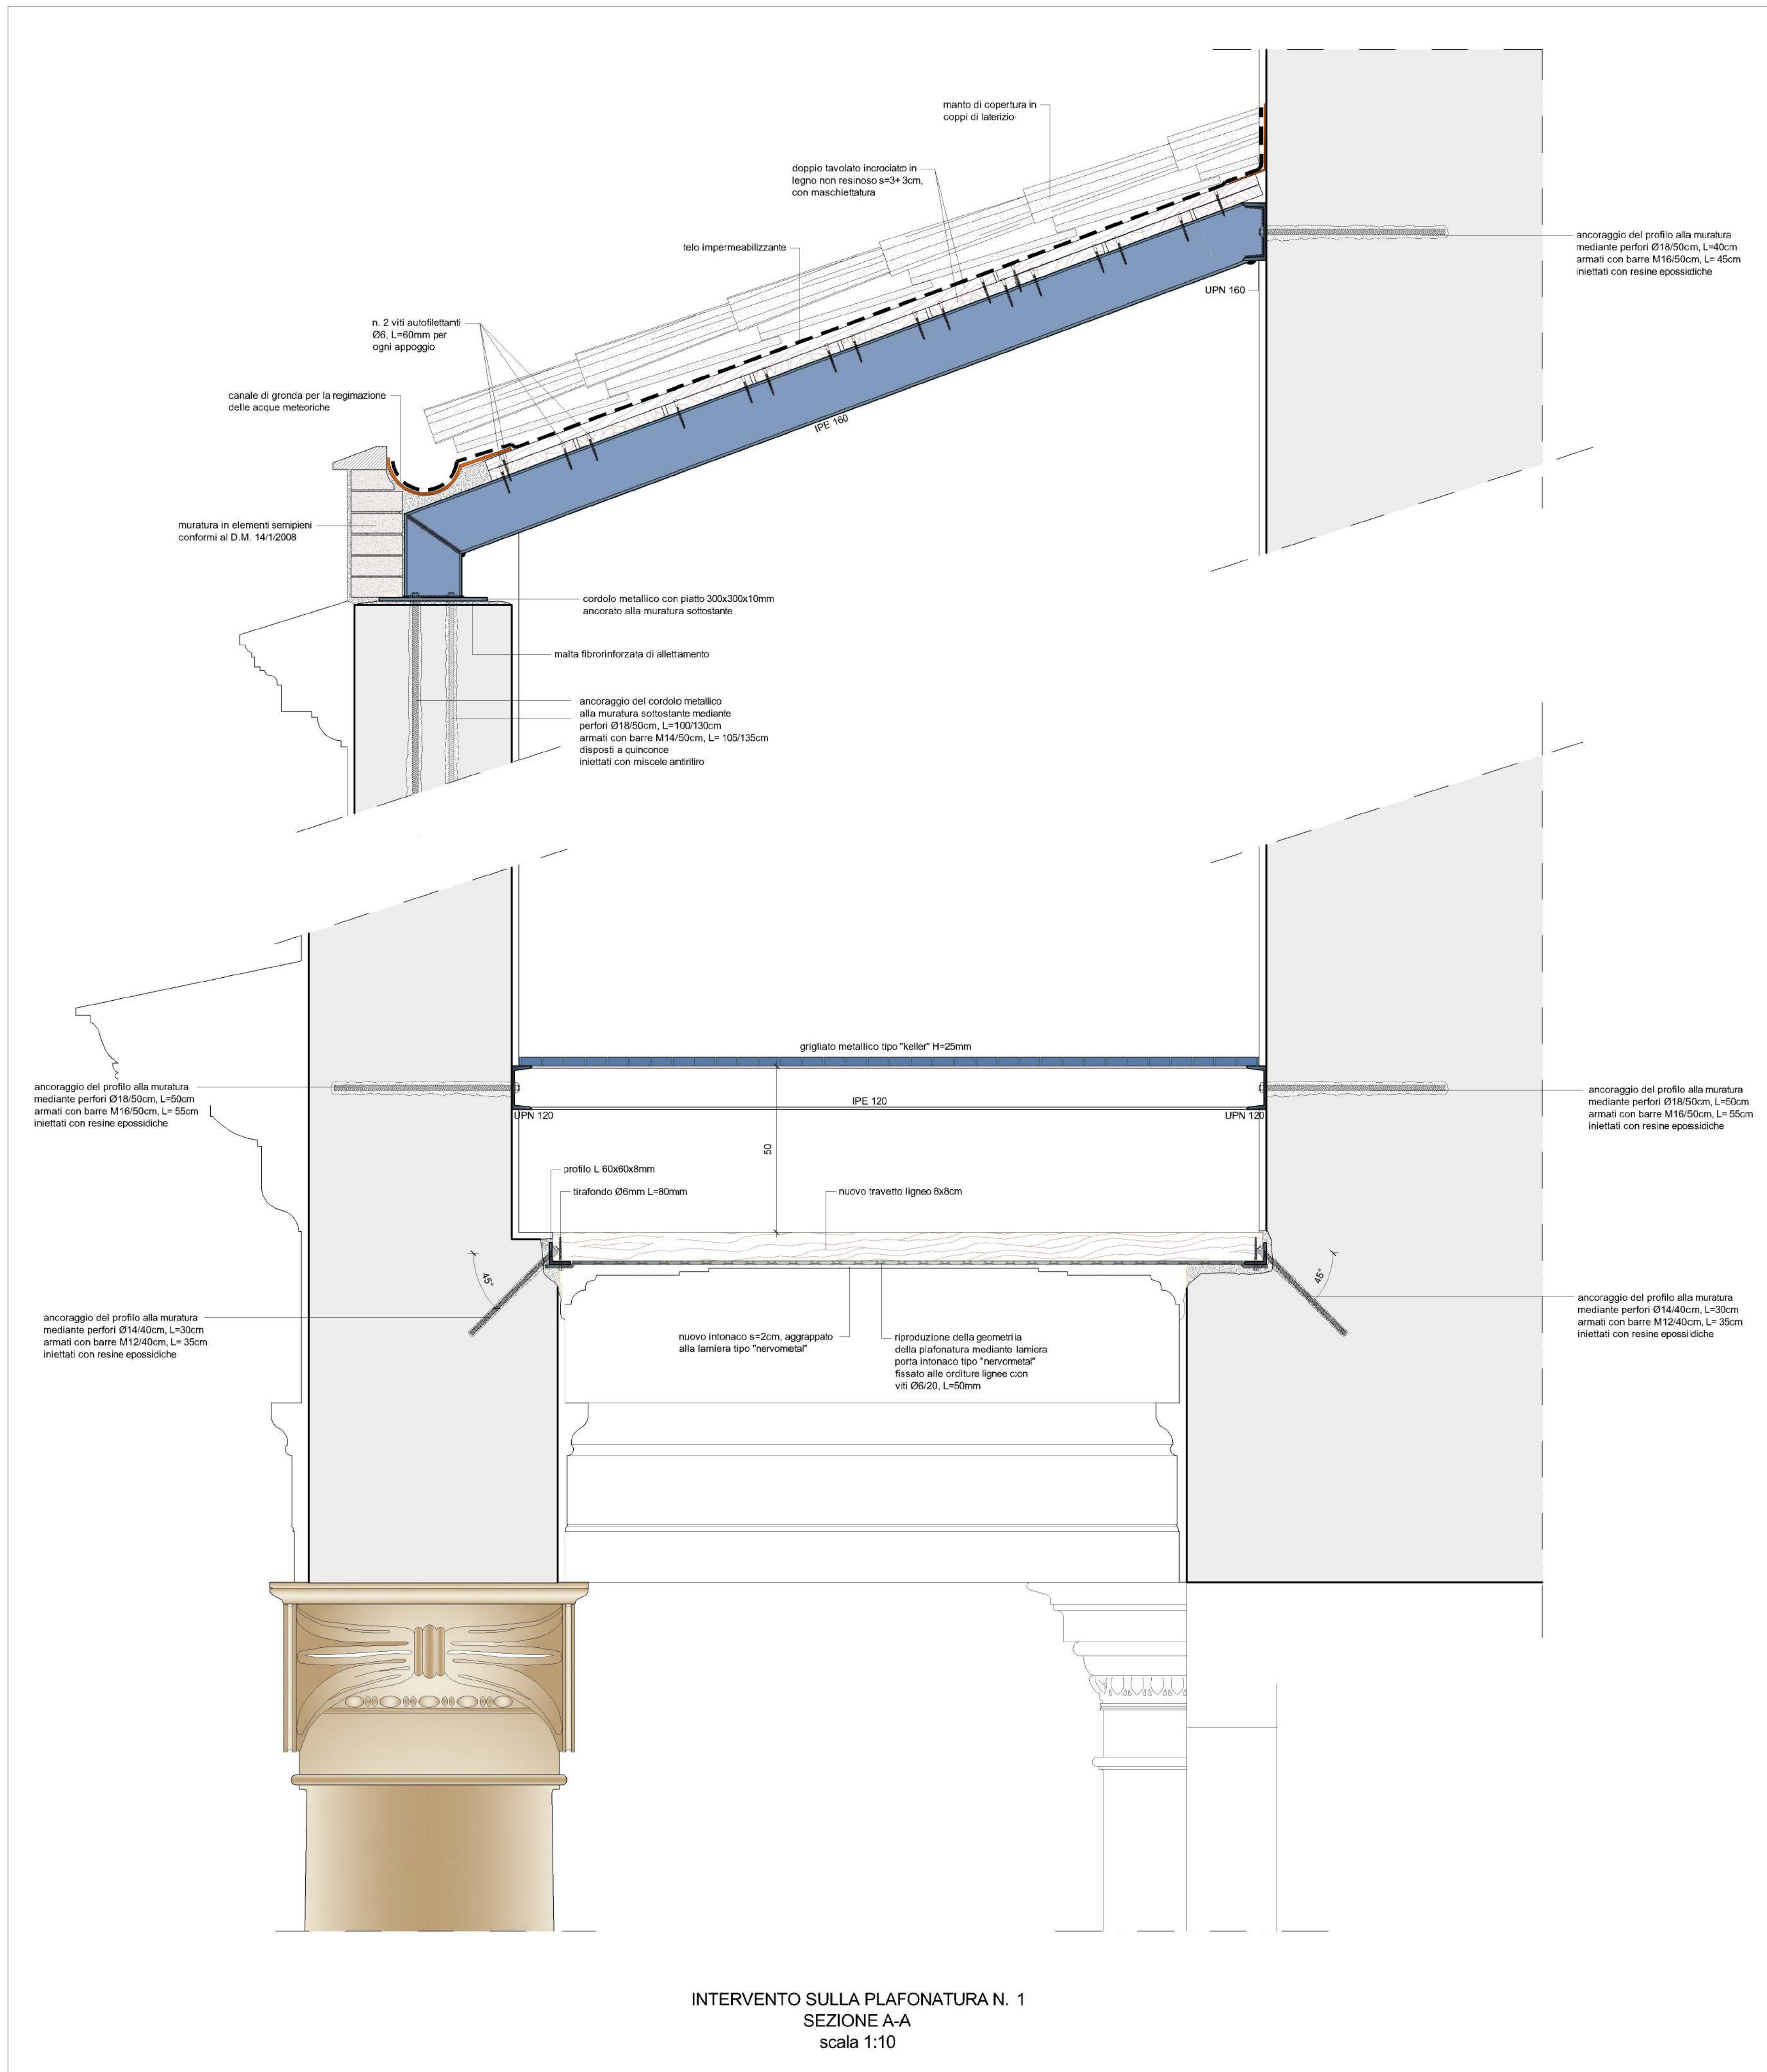 manto di copertura in
coppi di laterizio
doppio tavolato incrociato in
legno non resinoso s=3+3cm,
con maschiettatura
telo impermeabilizzante
ancoraggio del profilo alla muratura
mediante perfori Ø18/50cm, L=40cm
armati con barre M16/50cm, L= 45cm
iniettati con resine epossidiche
UPN 160
n. 2 viti autofilettanti
Ø6, L=60mm per
ogni appoggio
canale di gronda per la regimazione
delle acque meteoriche
IPE 160
muratura in elementi semipieni
conformi al D.M. 14/1/2008
cordolo metallico con piatto 300x300x10mm
ancorato alla muratura sottostante
malta fibrorinforzata di allettamento
ancoraggio del cordolo metallico
alla muratura sottostante mediante
perfori Ø18/50cm, L=100/130cm
armati con barre M14/50cm, L= 105/135cm
disposti a quinconce
iniettati con miscele antiritiro
grigliato metallico tipo "keller" H=25mm
ancoraggio del profilo alla muratura
mediante perfori Ø18/50cm, L=50cm
armati con barre M16/50cm, L= 55cm
iniettati con resine epossidiche
UPN 120
IPE 120
UPN 120
ancoraggio del profilo alla muratura
mediante perfori Ø18/50cm, L=50cm
armati con barre M16/50cm, L= 55cm
iniettati con resine epossidiche
50
profilo L 60x60x8mm
tirafondo Ø6mm L=80mm
nuovo travetto ligneo 8x8cm
45°
45°
ancoraggio del profilo alla muratura
mediante perfori Ø14/40cm, L=30cm
armati con barre M12/40cm, L= 35cm
iniettati con resine epossidiche
nuovo intonaco s=2cm, aggrappato
alla lamiera tipo "nervometal"
riproduzione della geometria
della plafonatura mediante lamiera
porta intonaco tipo "nervometal"
fissato alle orditure lignee con
viti Ø6/20, L=50mm
ancoraggio del profilo alla muratura
mediante perfori Ø14/40cm, L=30cm
armati con barre M12/40cm, L= 35cm
iniettati con resine epossidiche
INTERVENTO SULLA PLAFONATURA N. 1
SEZIONE A-A
scala 1:10